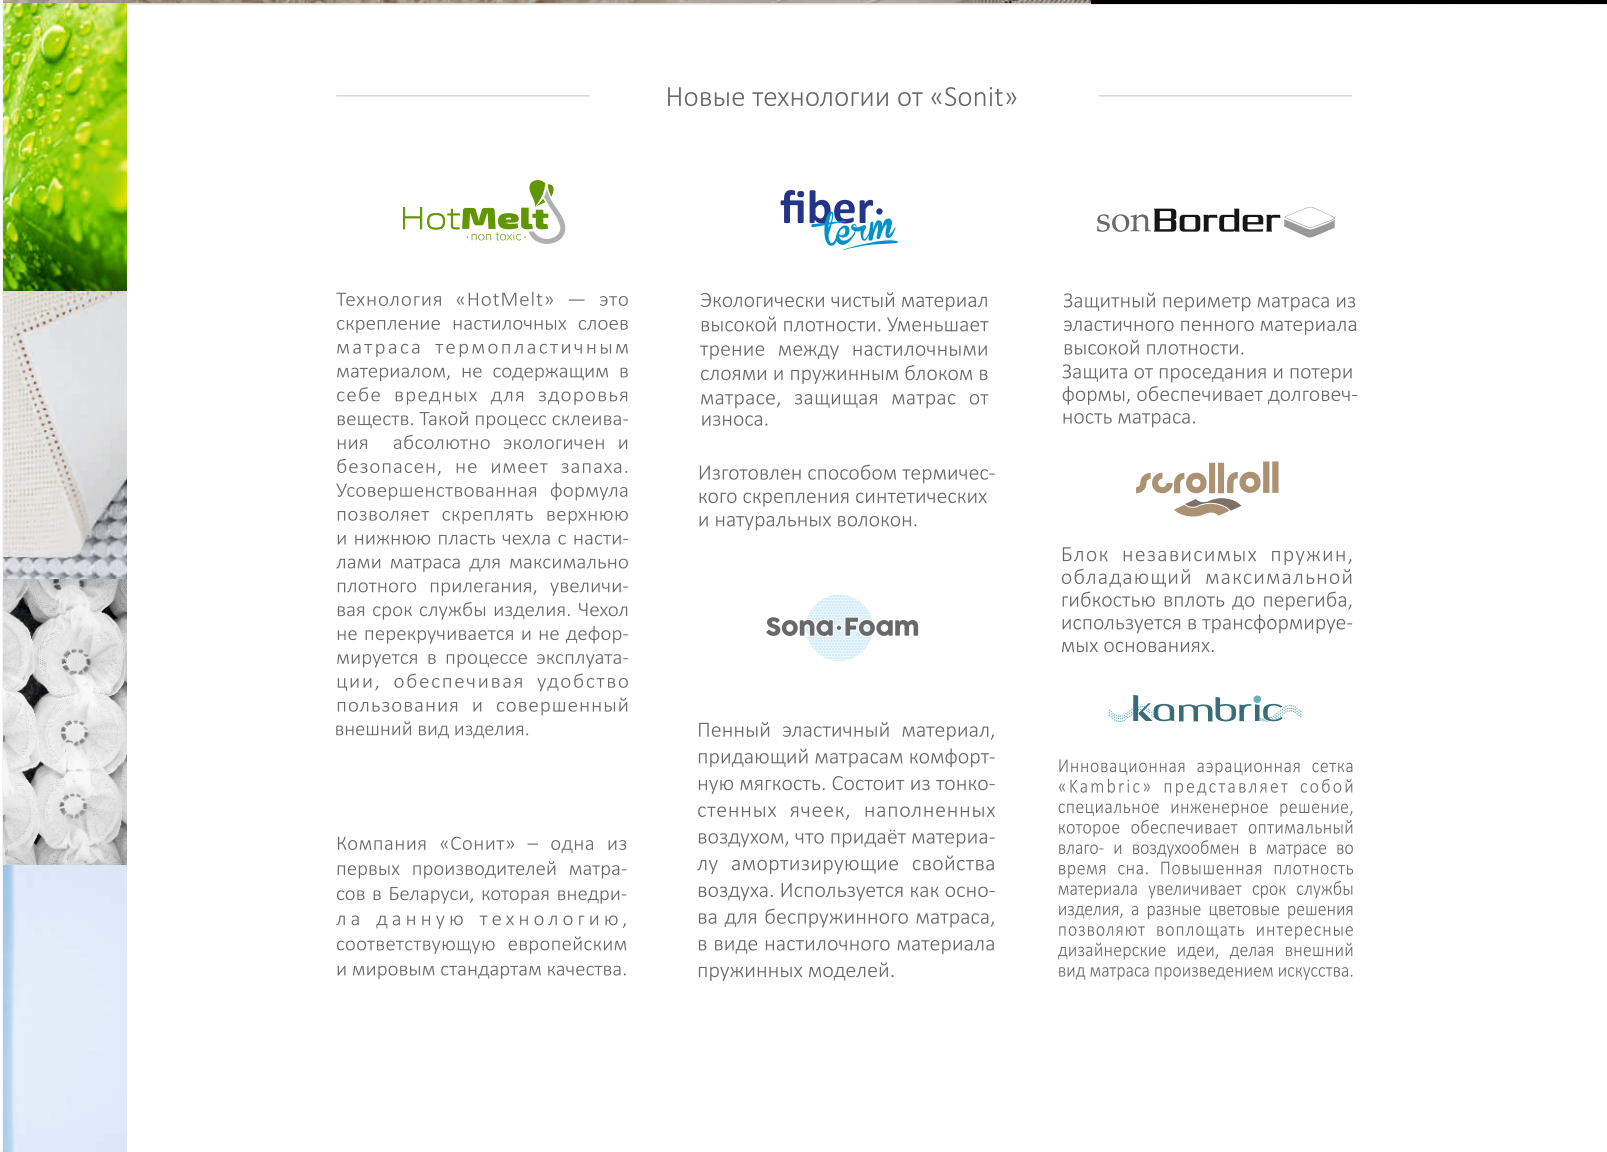 Новые технологии от «Sonit»
HotMelt
·non toxic·
Технология «HotMelt» — это
скрепление настилочных слоев
матраса термопластичным
материалом, не содержащим в
себе вредных для здоровья
веществ. Такой процесс склеива-
ния абсолютно экологичен и
безопасен, не имеет запаха.
Усовершенствованная формула
позволяет скреплять верхнюю
и нижнюю пласть чехла с насти-
лами матраса для максимально
плотного прилегания, увеличи-
вая срок службы изделия. Чехол
не перекручивается и не дефор-
мируется в процессе эксплуата-
ции, обеспечивая удобство
пользования и совершенный
внешний вид изделия.
Компания «Сонит» – одна из
первых производителей матра-
сов в Беларуси, которая внедри-
ла данную технологию,
соответствующую европейским
и мировым стандартам качества.
fiber.
term
Экологически чистый материал
высокой плотности. Уменьшает
трение между настилочными
слоями и пружинным блоком в
матрасе, защищая матрас от
износа.
Изготовлен способом термичес-
кого скрепления синтетических
и натуральных волокон.
Sona·Foam
Пенный эластичный материал,
придающий матрасам комфорт-
ную мягкость. Состоит из тонко-
стенных ячеек, наполненных
воздухом, что придаёт материа-
лу амортизирующие свойства
воздуха. Используется как осно-
ва для беспружинного матраса,
в виде настилочного материала
пружинных моделей.
sonBorder
Защитный периметр матраса из
эластичного пенного материала
высокой плотности.
Защита от проседания и потери
формы, обеспечивает долговеч-
ность матраса.
scrollroll
Блок независимых пружин,
обладающий максимальной
гибкостью вплоть до перегиба,
используется в трансформируе-
мых основаниях.
kambric
Инновационная аэрационная сетка
«Kambric» представляет собой
специальное инженерное решение,
которое обеспечивает оптимальный
влаго- и воздухообмен в матрасе во
время сна. Повышенная плотность
материала увеличивает срок службы
изделия, а разные цветовые решения
позволяют воплощать интересные
дизайнерские идеи, делая внешний
вид матраса произведением искусства.